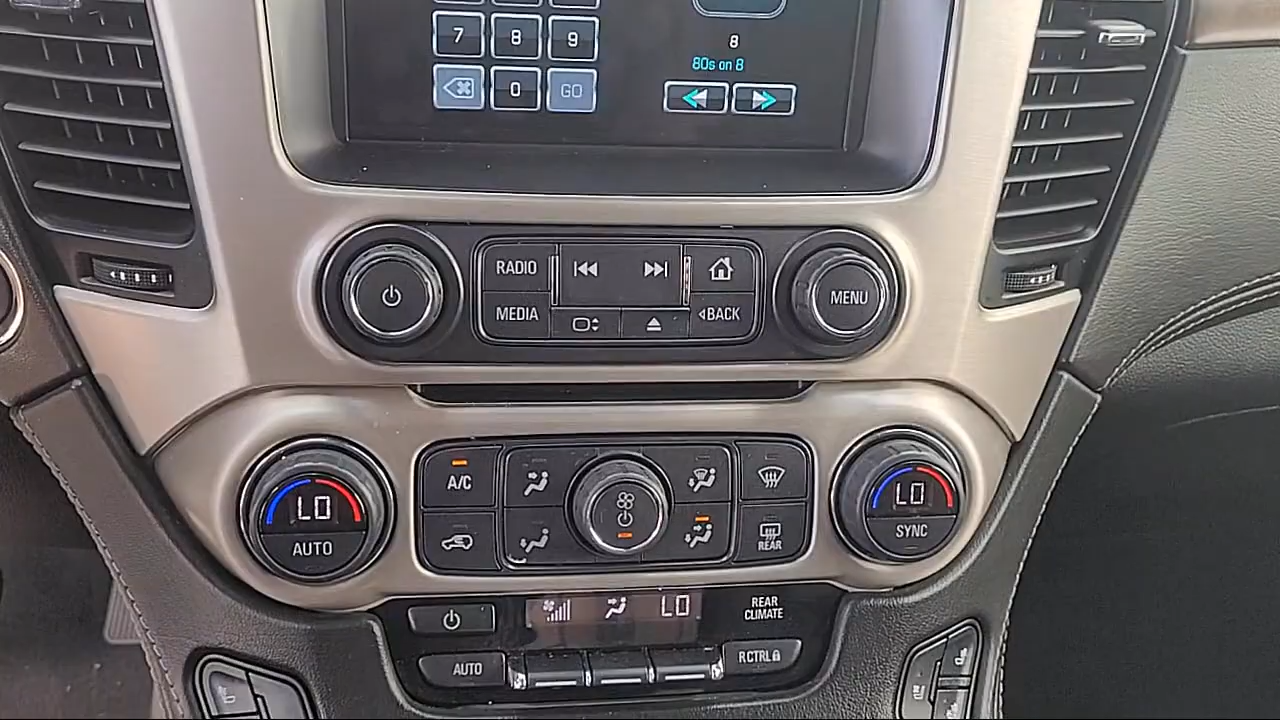 7 8 9
0 GO
8
80s on 8
RADIO
MEDIA
BACK
MENU
A/C
LO
AUTO
REAR
LO
SYNC
LO
REAR
CLIMATE
AUTO
RCTRL